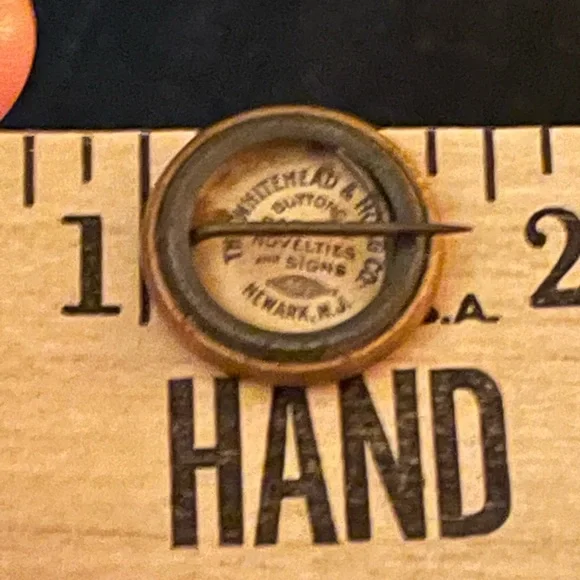 THE WHITEHEAD & HOAG CO.
BUTTONS
NOVELTIES
AND SIGNS
NEWARK, N.J.
1
2
.A.
HAND